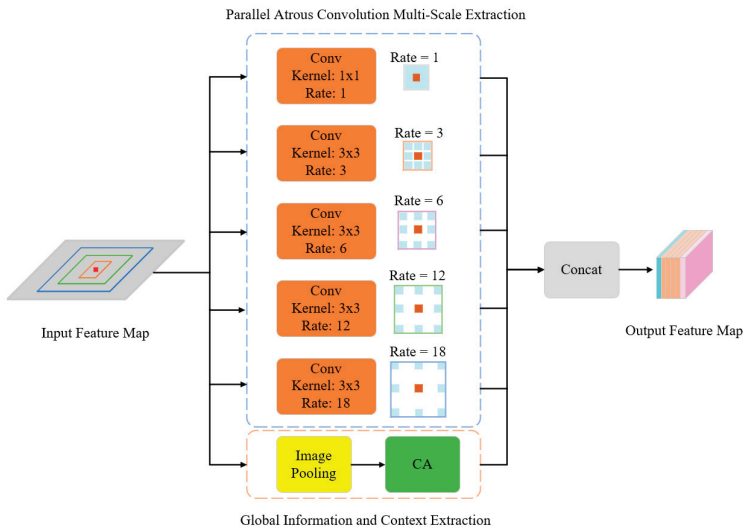 Parallel Atrous Convolution Multi-Scale Extraction
Conv
Kernel: 1x1
Rate: 1
Rate = 1
Conv
Kernel: 3x3
Rate: 3
Rate = 3
Conv
Kernel: 3x3
Rate: 6
Rate = 6
Conv
Kernel: 3x3
Rate: 12
Rate = 12
Conv
Kernel: 3x3
Rate: 18
Rate = 18
Input Feature Map
Concat
Output Feature Map
Image
Pooling
CA
Global Information and Context Extraction